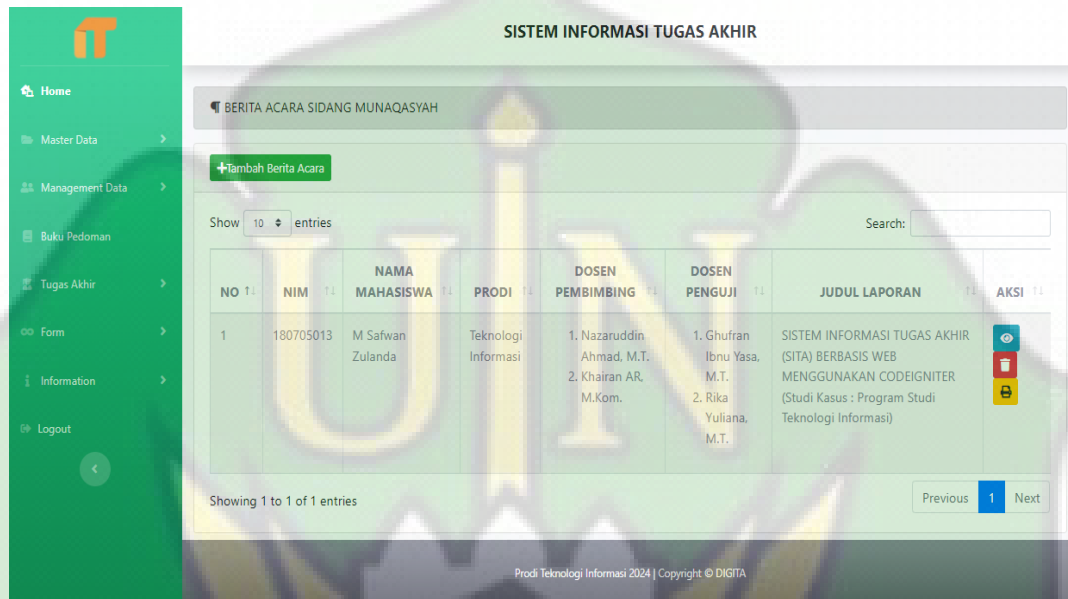 SISTEM INFORMASI TUGAS AKHIR
Home
Master Data
Management Data
Buku Pedoman
Tugas Akhir
Form
Information
Logout
¶ BERITA ACARA SIDANG MUNAQASYAH
+Tambah Berita Acara
Show 10 entries
Search:
NO
NIM
NAMA
MAHASISWA
PRODI
DOSEN
PEMBIMBING
DOSEN
PENGUJI
JUDUL LAPORAN
AKSI
1
180705013
M Safwan
Zulanda
Teknologi
Informasi
1. Nazaruddin
Ahmad, M.T.
2. Khairan AR,
M.Kom.
1. Ghufran
Ibnu Yasa,
M.T.
2. Rika
Yuliana,
M.T.
SISTEM INFORMASI TUGAS AKHIR
(SITA) BERBASIS WEB
MENGGUNAKAN CODEIGNITER
(Studi Kasus : Program Studi
Teknologi Informasi)
Showing 1 to 1 of 1 entries
Previous 1 Next
Prodi Teknologi Informasi 2024 | Copyright © DIGITA
UIN